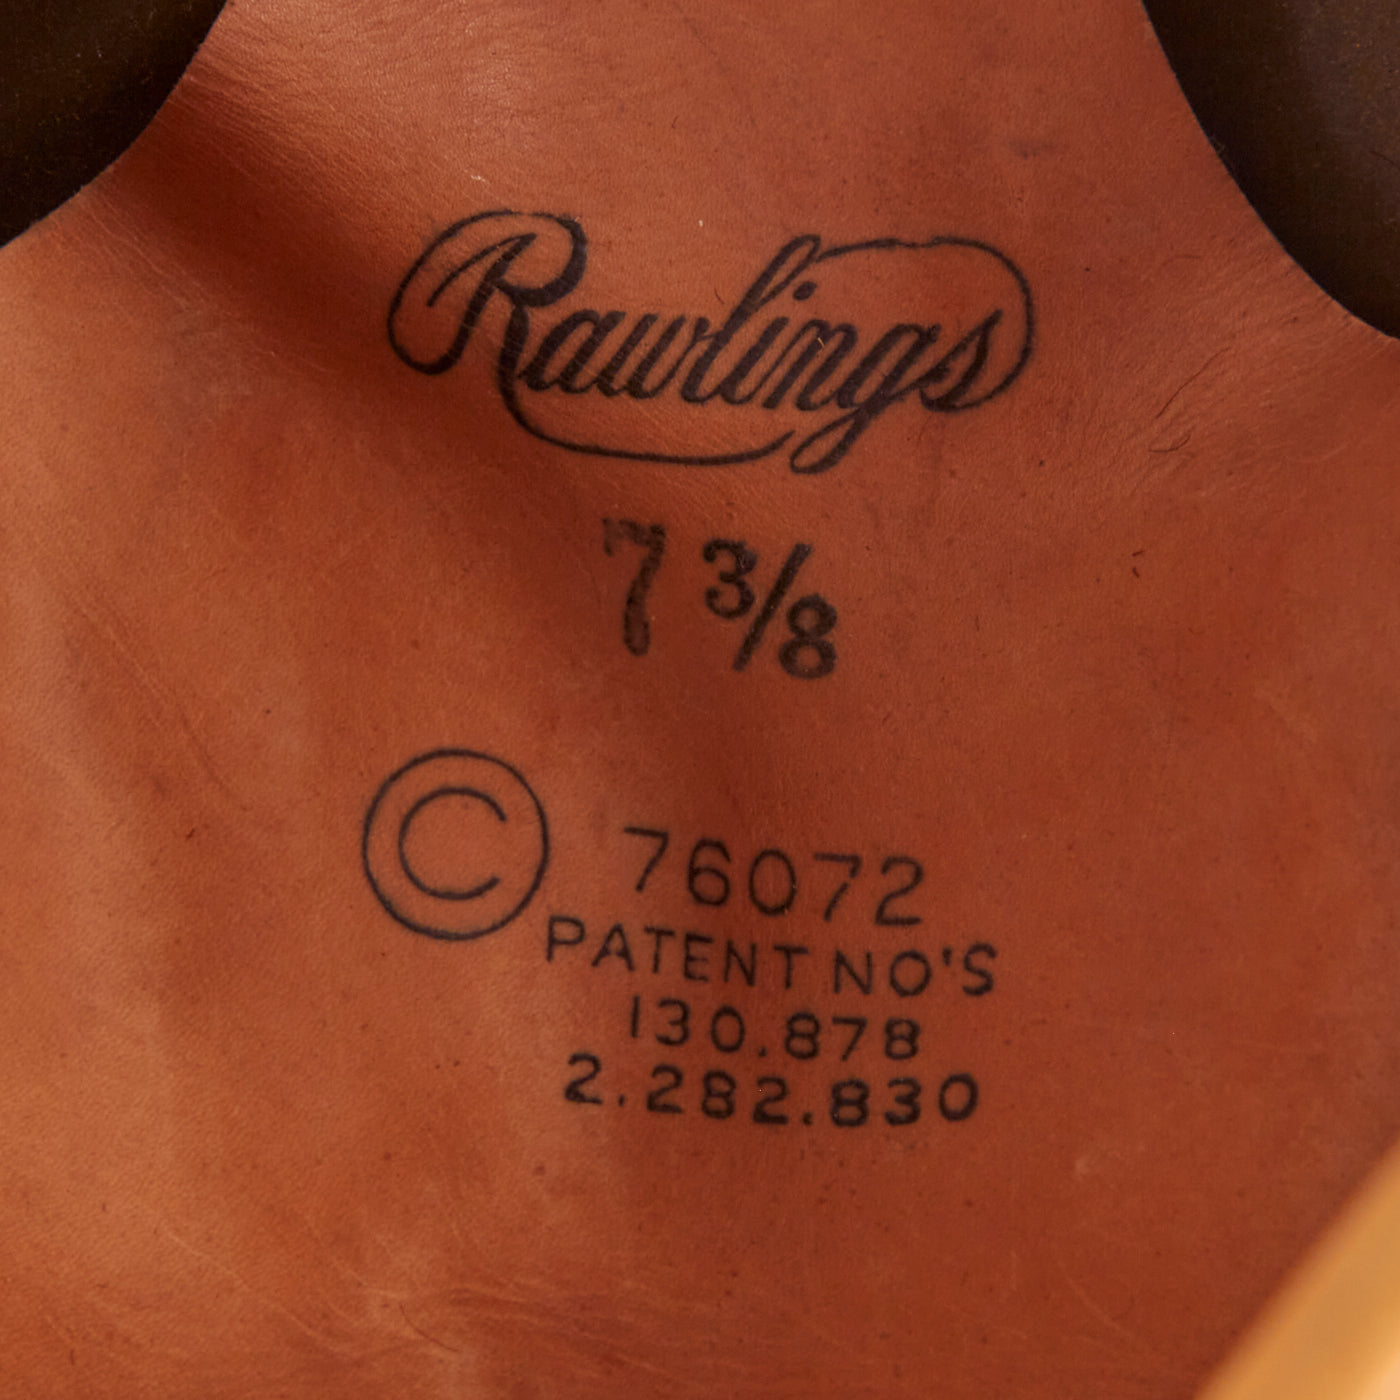 Rawlings
7 3/8
© 76072
PATENT NO'S
130.878
2.282.830